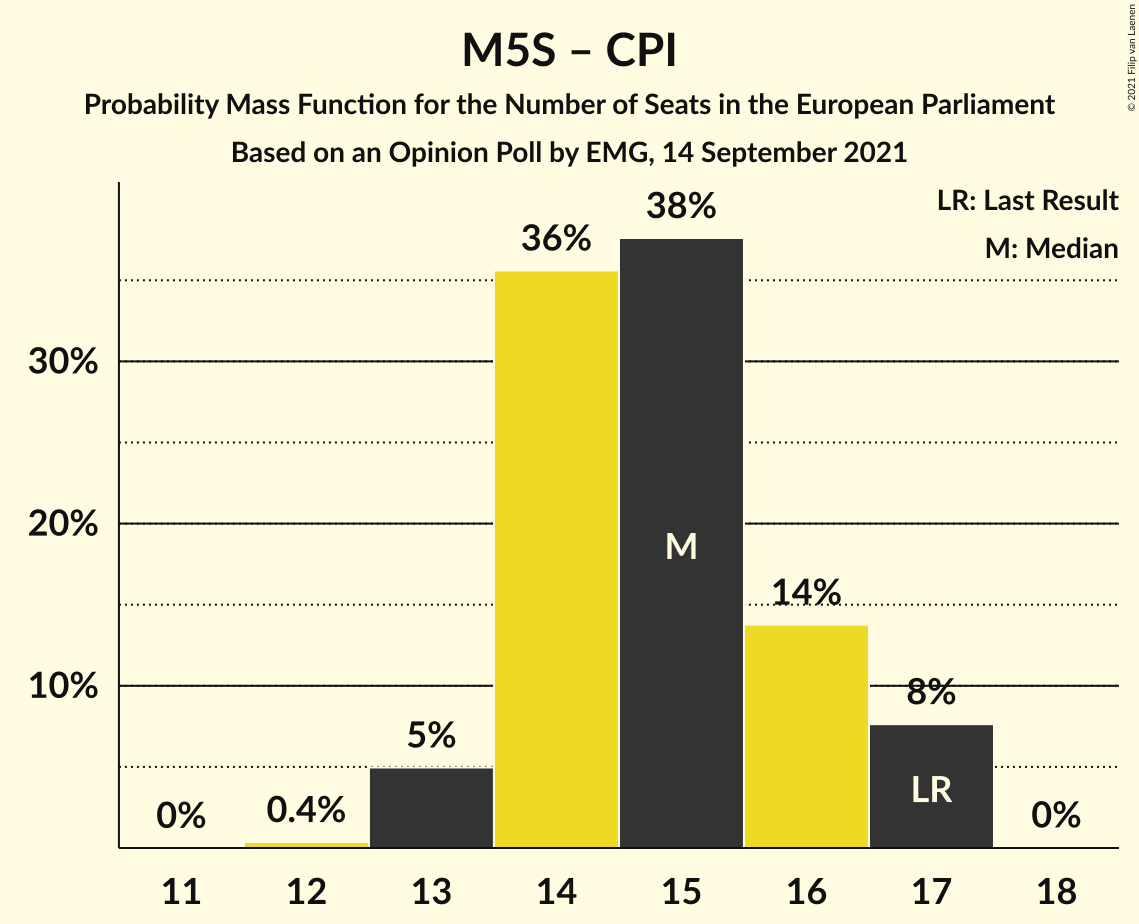 M5S – CPI
Probability Mass Function for the Number of Seats in the European Parliament
Based on an Opinion Poll by EMG, 14 September 2021
© 2021 Filip van Laenen
LR: Last Result
M: Median
38%
36%
30%
20%
M
14%
10%
8%
5%
LR
0%
0.4%
0%
11 12 13 14 15 16 17 18